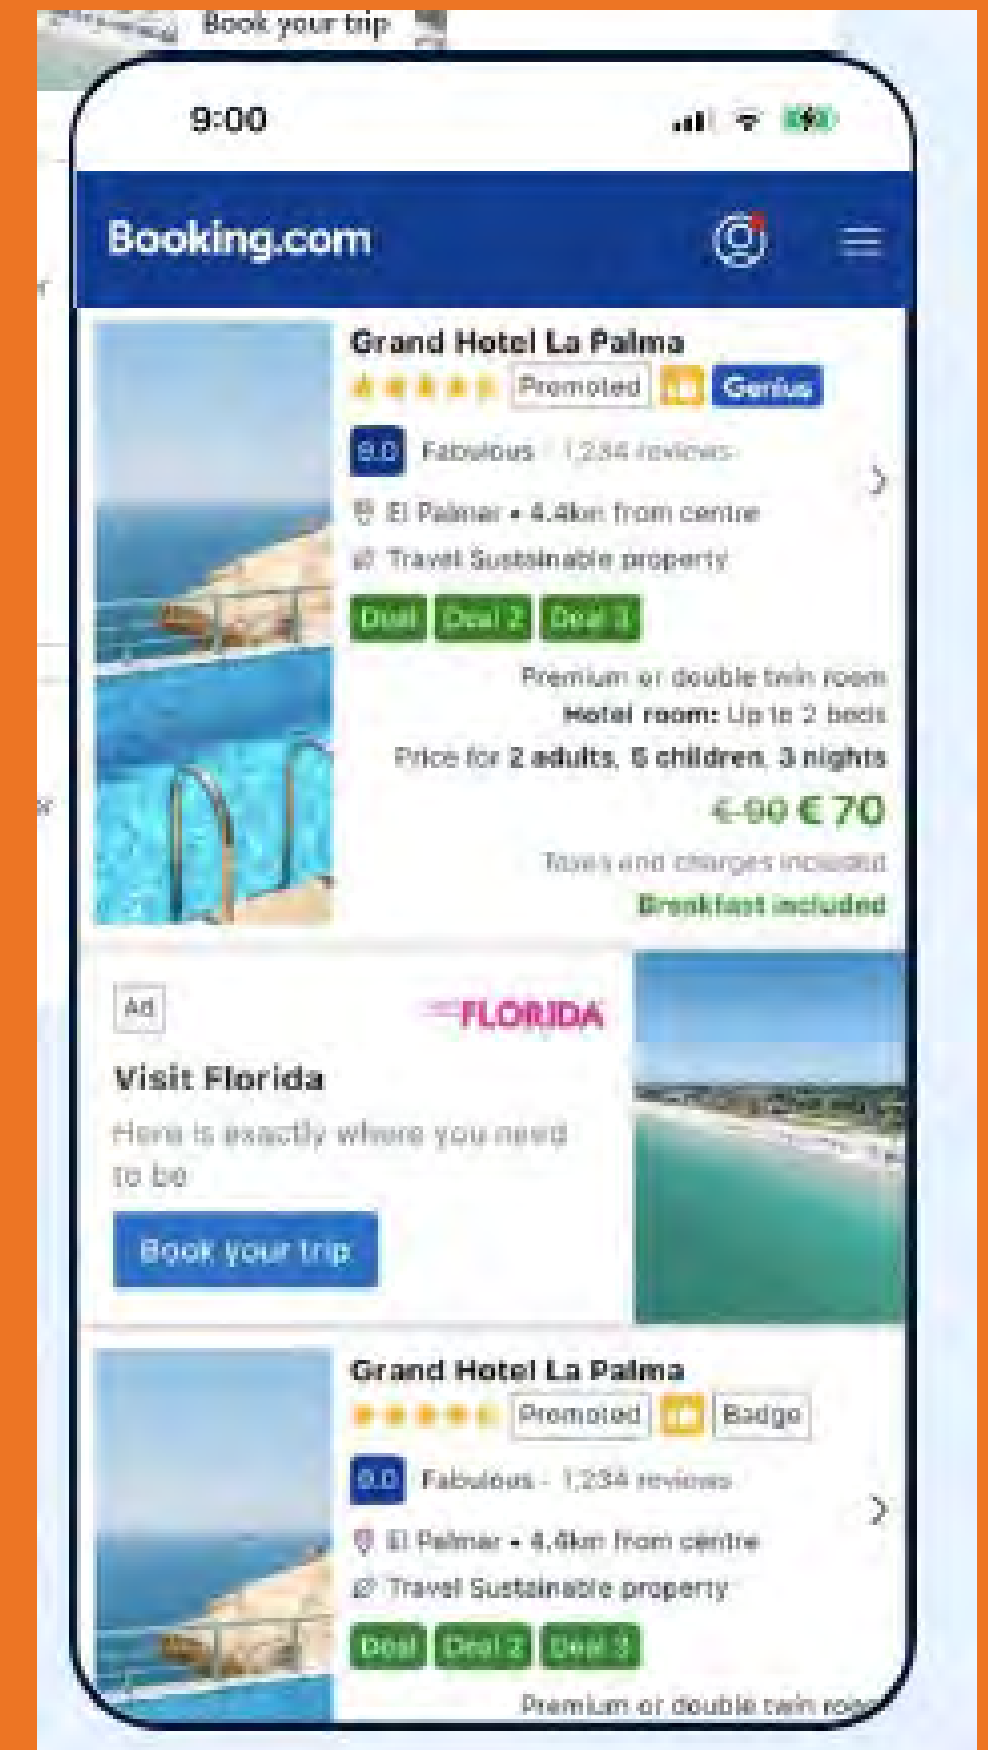 Book your trip
9:00
Booking.com
Grand Hotel La Palma
Promoted Genius
9.0 Fabulous · 1,234 reviews
El Palmar • 4.4km from centre
Travel Sustainable property
Deal Deal 2 Deal 3
Premium or double twin room
Hotel room: Up to 2 beds
Price for 2 adults, 5 children, 3 nights
€ 90 € 70
Taxes and charges included
Breakfast included
Ad
FLORIDA
Visit Florida
Here is exactly where you need
to be
Book your trip
Grand Hotel La Palma
Promoted Badge
9.0 Fabulous · 1,234 reviews
El Palmar • 4.4km from centre
Travel Sustainable property
Deal Deal 2 Deal 3
Premium or double twin room